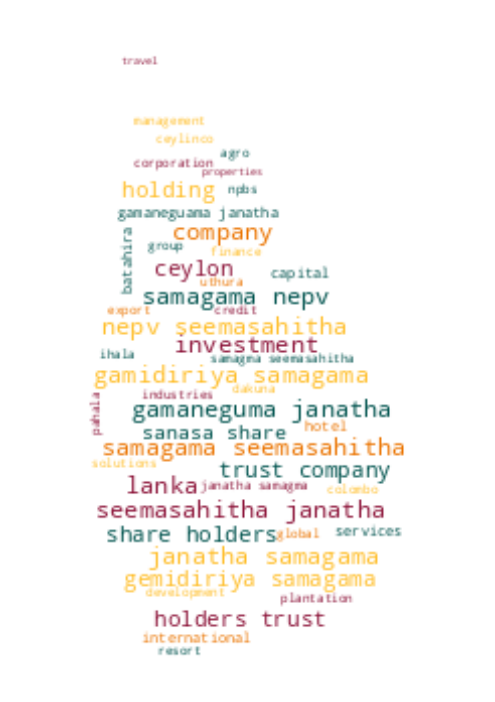 travel
management
ceylinco
agro
corporation
properties
holding npbs
gamaneguama janatha
company
batahira
group
finance
ceylon
capital
uthura
samagama nepv
export
credit
nepv seemasahitha
investment
ihala
samagma seemasahitha
gamidiriya samagama
dakuna
industries
pahala
gamaneguma janatha
hotel
sanasa share
samagama seemasahitha
solutions
trust company
lanka janatha samagma
colombo
seemasahitha janatha
share holders global services
janatha samagama
gemidiriya samagama
development
plantation
holders trust
international
resort